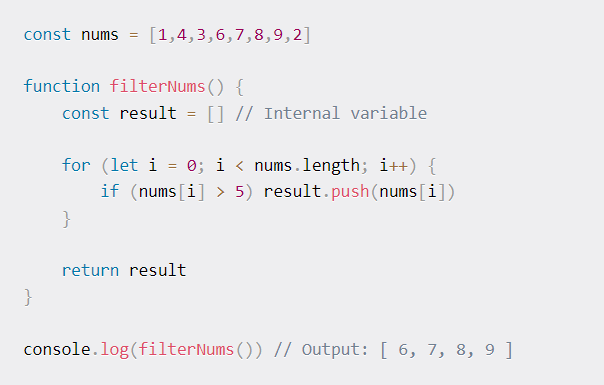 const nums = [1,4,3,6,7,8,9,2]

function filterNums() {
    const result = [] // Internal variable

    for (let i = 0; i < nums.length; i++) {
        if (nums[i] > 5) result.push(nums[i])
    }

    return result
}

console.log(filterNums()) // Output: [ 6, 7, 8, 9 ]